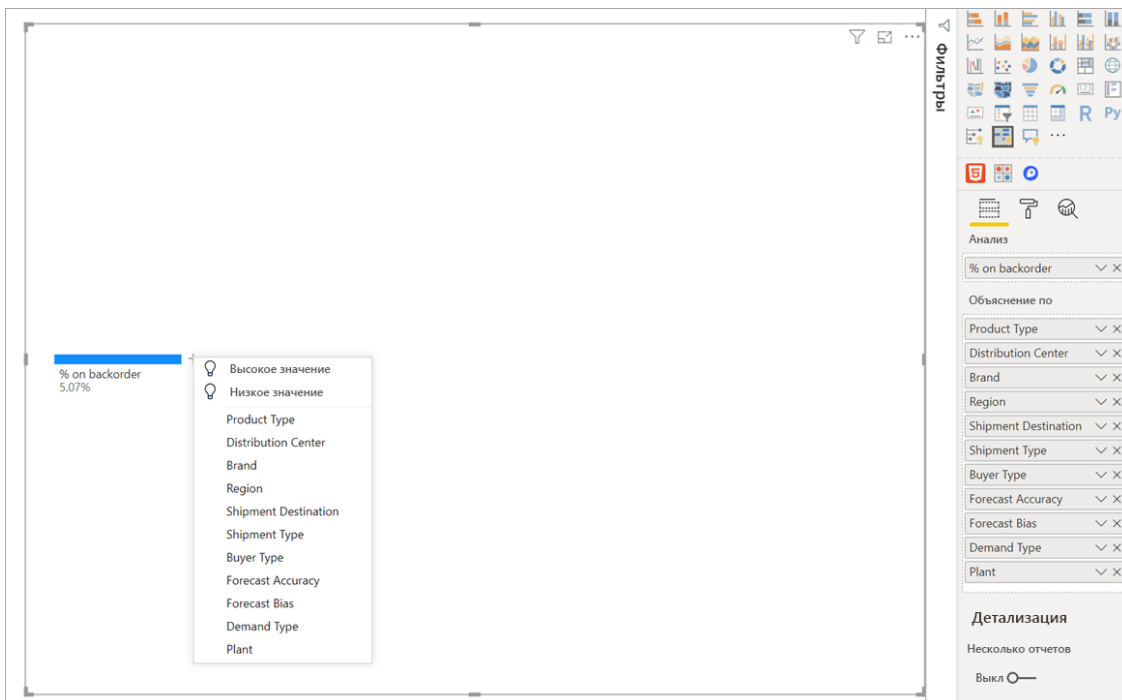 % on backorder
5.07%
Высокое значение
Низкое значение
Product Type
Distribution Center
Brand
Region
Shipment Destination
Shipment Type
Buyer Type
Forecast Accuracy
Forecast Bias
Demand Type
Plant
Фильтры
R Py
5
Анализ
% on backorder
Объяснение по
Product Type
Distribution Center
Brand
Region
Shipment Destination
Shipment Type
Buyer Type
Forecast Accuracy
Forecast Bias
Demand Type
Plant
Детализация
Несколько отчетов
Выкл